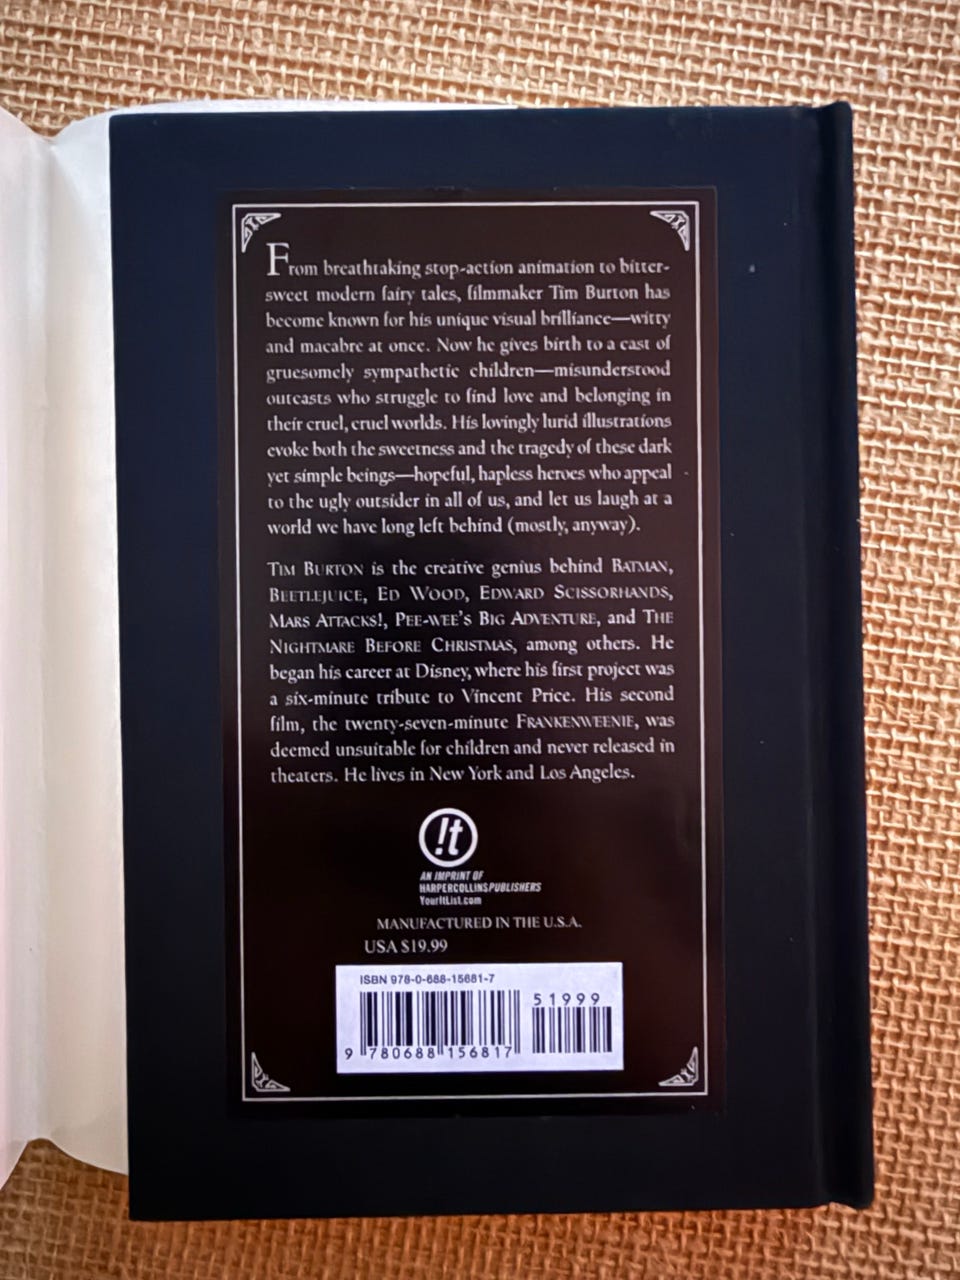 From breathtaking stop-action animation to bitter-
sweet modern fairy tales, filmmaker Tim Burton has
become known for his unique visual brilliance—witty
and macabre at once. Now he gives birth to a cast of
gruesomely sympathetic children—misunderstood
outcasts who struggle to find love and belonging in
their cruel, cruel worlds. His lovingly lurid illustrations
evoke both the sweetness and the tragedy of these dark
yet simple beings—hopeful, hapless heroes who appeal
to the ugly outsider in all of us, and let us laugh at a
world we have long left behind (mostly, anyway).
TIM BURTON is the creative genius behind BATMAN,
BEETLEJUICE, ED WOOD, EDWARD SCISSORHANDS,
MARS ATTACKS!, PEE-WEE'S BIG ADVENTURE, and THE
NIGHTMARE BEFORE CHRISTMAS, among others. He
began his career at Disney, where his first project was
a six-minute tribute to Vincent Price. His second
film, the twenty-seven-minute FRANKENWEENIE, was
deemed unsuitable for children and never released in
theaters. He lives in New York and Los Angeles.
!t
AN IMPRINT OF
HARPERCOLLINSPUBLISHERS
YourItList.com
MANUFACTURED IN THE U.S.A.
USA $19.99
ISBN 978-0-688-15681-7
51999
9 780688 156817